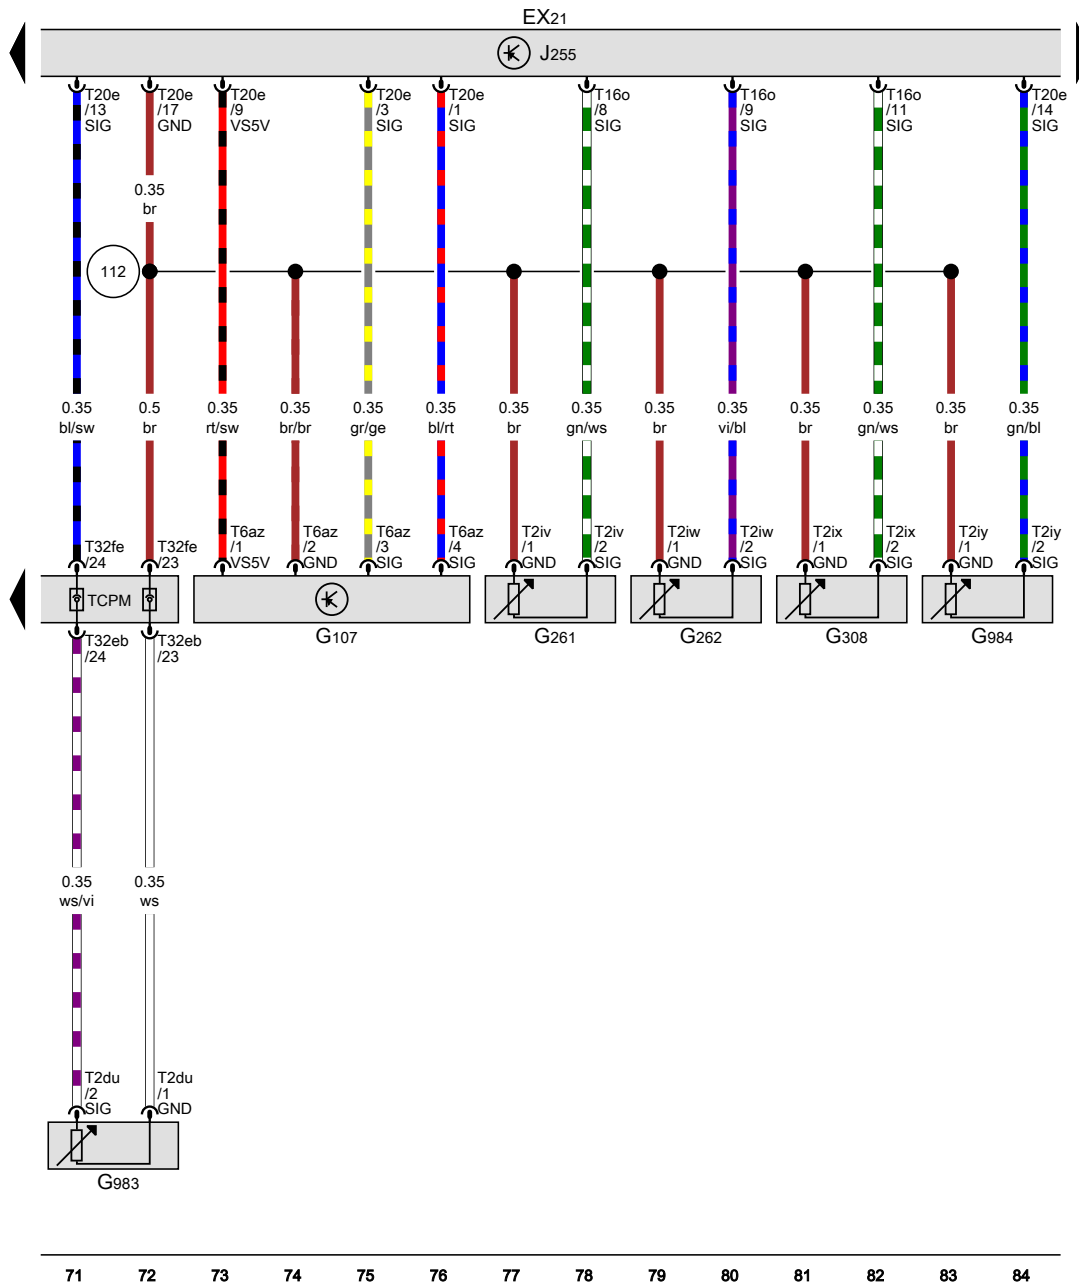 EX21
J255
T20e
/13
SIG
T20e
/17
GND
T20e
/9
VS5V
T20e
/3
SIG
T20e
/1
SIG
T16o
/8
SIG
T16o
/9
SIG
T16o
/11
SIG
T20e
/14
SIG
0.35
br
112
0.35
bl/sw
0.5
br
0.35
rt/sw
0.35
br/br
0.35
gr/ge
0.35
bl/rt
0.35
br
0.35
gn/ws
0.35
br
0.35
vi/bl
0.35
br
0.35
gn/ws
0.35
br
0.35
gn/bl
T32fe
/24
T32fe
/23
T6az
/1
VS5V
T6az
/2
GND
T6az
/3
SIG
T6az
/4
SIG
T2iv
/1
GND
T2iv
/2
SIG
T2iw
/1
GND
T2iw
/2
SIG
T2ix
/1
GND
T2ix
/2
SIG
T2iy
/1
GND
T2iy
/2
SIG
TCPM
G107
G261
G262
G308
G984
T32eb
/24
T32eb
/23
0.35
ws/vi
0.35
ws
T2du
/2
SIG
T2du
/1
GND
G983
71 72 73 74 75 76 77 78 79 80 81 82 83 84